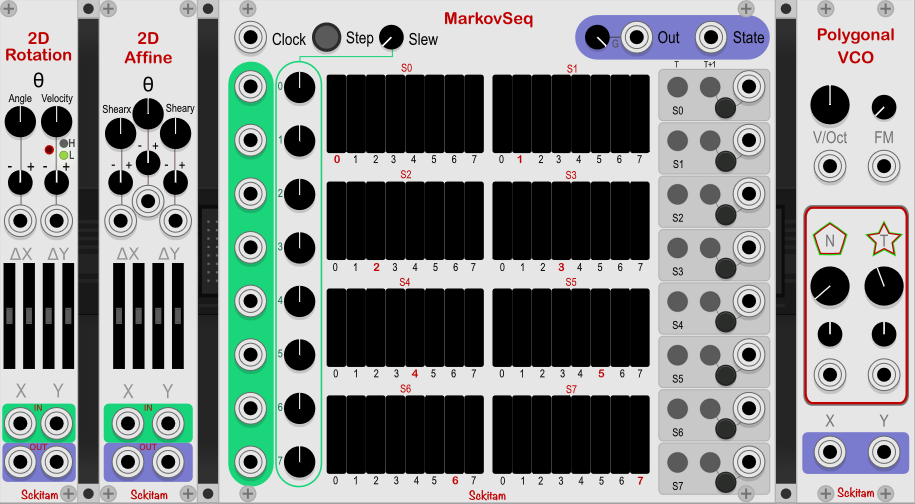 2D
Rotation
θ
Angle Velocity
H
L
- + - +
ΔX ΔY
X Y
IN
OUT
Sckitam
2D
Affine
θ
Shearx Sheary
- +
- + - +
ΔX ΔY
X Y
IN
OUT
Sckitam
MarkovSeq
Clock Step Slew
G Out State
0
1
2
3
4
5
6
7
S0 S1
0 1 2 3 4 5 6 7 0 1 2 3 4 5 6 7
S2 S3
0 1 2 3 4 5 6 7 0 1 2 3 4 5 6 7
S4 S5
0 1 2 3 4 5 6 7 0 1 2 3 4 5 6 7
S6 S7
0 1 2 3 4 5 6 7 0 1 2 3 4 5 6 7
T T+1
S0
S1
S2
S3
S4
S5
S6
S7
Sckitam
Polygonal
VCO
V/Oct FM
N T
X Y
Sckitam